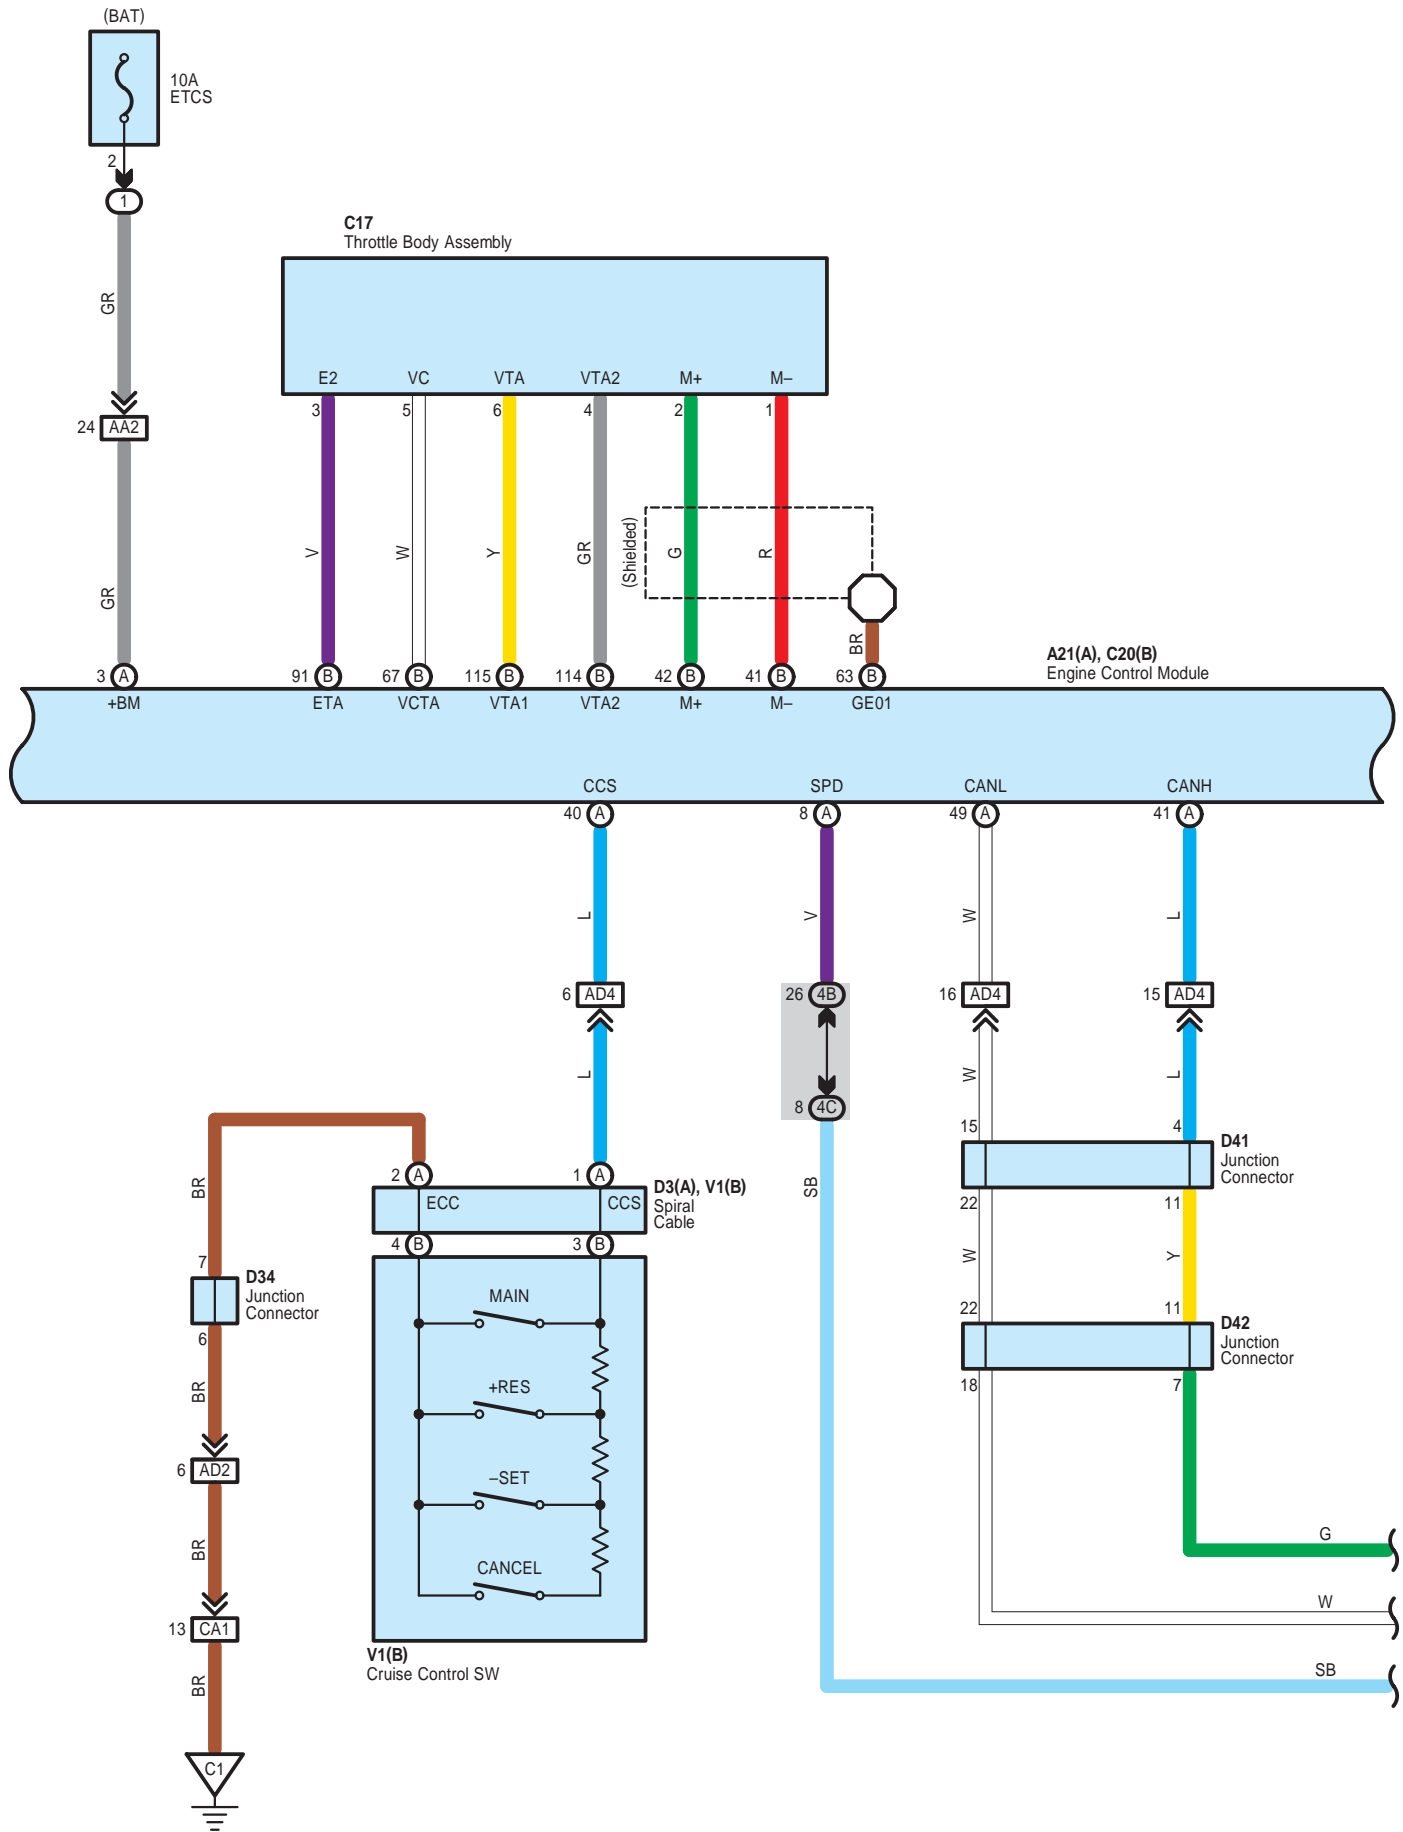 (BAT)
10A
ETCS
2
1
GR
24 AA2
GR
C17
Throttle Body Assembly
E2 VC VTA VTA2 M+ M–
3 5 6 4 2 1
V W Y GR (Shielded) G R
BR
A21(A), C20(B)
Engine Control Module
3 A 91 B 67 B 115 B 114 B 42 B 41 B 63 B
+BM ETA VCTA VTA1 VTA2 M+ M– GE01
CCS SPD CANL CANH
40 A 8 A 49 A 41 A
L V W L
6 AD4 26 4B 16 AD4 15 AD4
L W L
8 4C
15 4
D41
Junction
Connector
2 A 1 A
D3(A), V1(B)
Spiral
Cable
ECC CCS
BR SB
22 11
4 B 3 B
W Y
7
D34
Junction
Connector
6
MAIN
22 11
D42
Junction
Connector
18 7
BR
+RES
6 AD2
–SET
BR
CANCEL
G
13 CA1
W
V1(B)
Cruise Control SW
BR
SB
C1